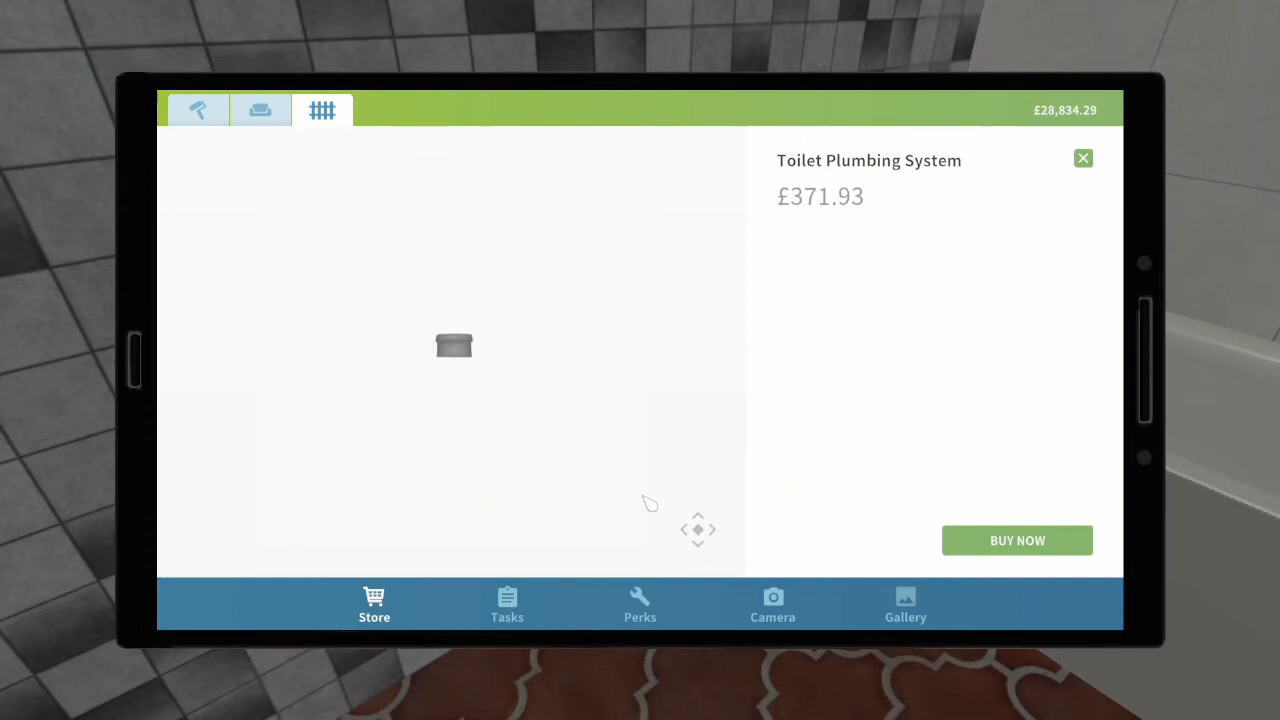 £28,834.29
Toilet Plumbing System
£371.93
BUY NOW
Store
Tasks
Perks
Camera
Gallery